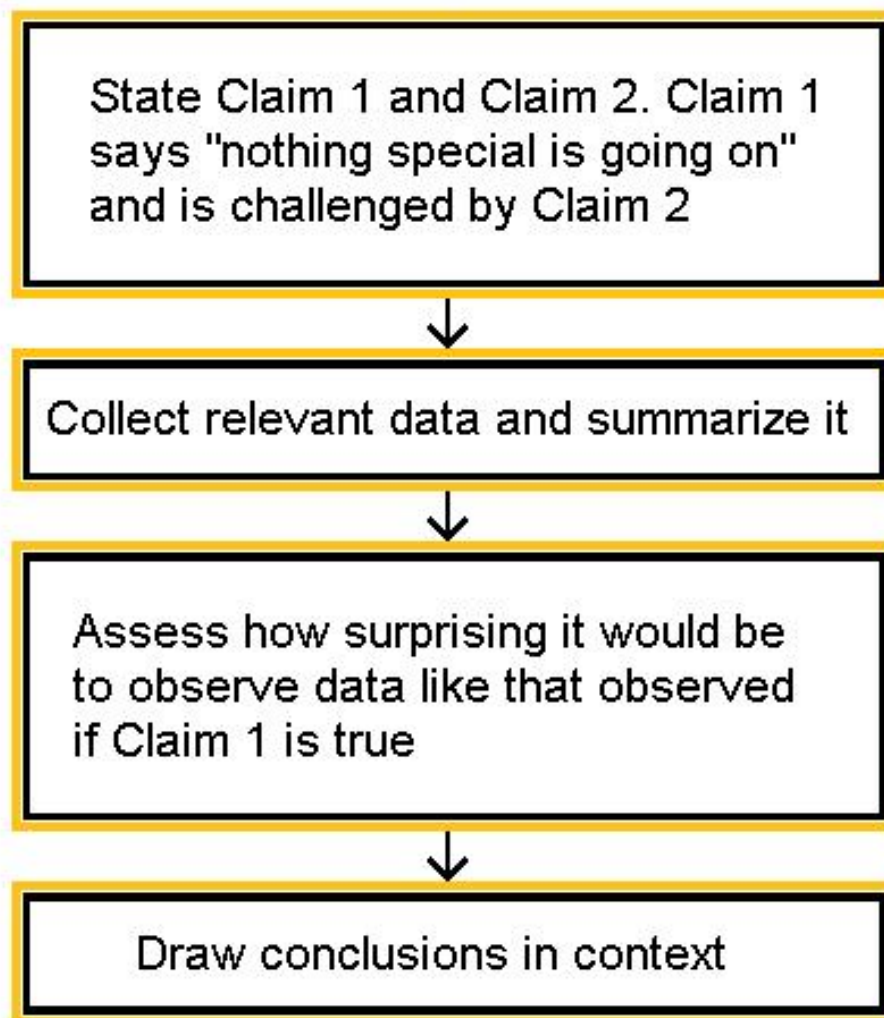 State Claim 1 and Claim 2. Claim 1
says "nothing special is going on"
and is challenged by Claim 2
Collect relevant data and summarize it
Assess how surprising it would be
to observe data like that observed
if Claim 1 is true
Draw conclusions in context